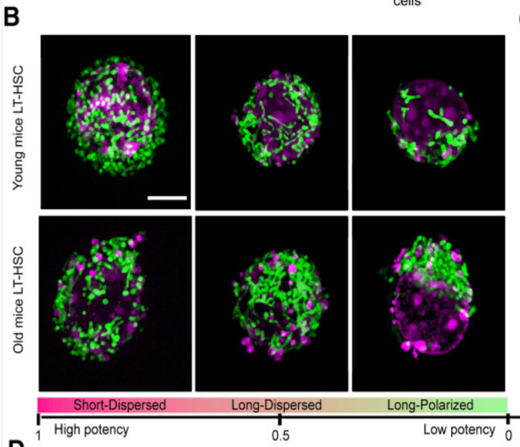 cells
B
Young mice LT-HSC
Old mice LT-HSC
Short-Dispersed Long-Dispersed Long-Polarized
1 High potency 0.5 Low potency 0